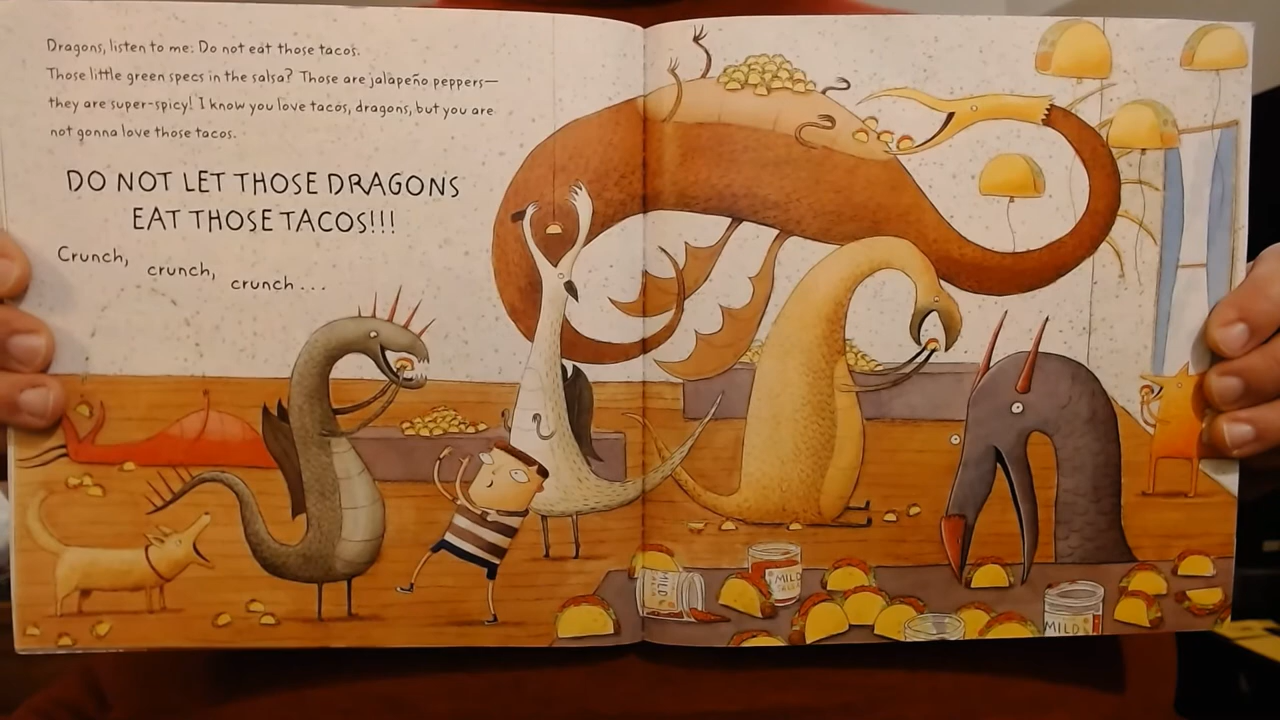 Dragons, listen to me: Do not eat those tacos.
Those little green specs in the salsa? Those are jalapeño peppers—
they are super-spicy! I know you love tacos, dragons, but you are
not gonna love those tacos.
DO NOT LET THOSE DRAGONS
EAT THOSE TACOS!!!
Crunch,
crunch,
crunch...
MILD
MILD
MILD